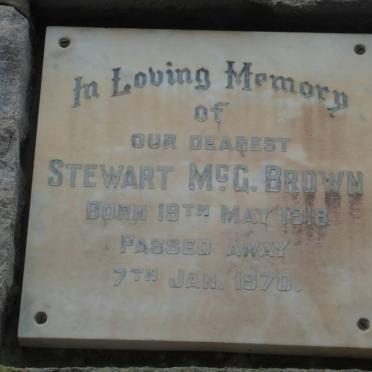 In Loving Memory
of
OUR DEAREST
STEWART McG. BROWN
BORN 19TH MAY 1918
PASSED AWAY
7TH JAN. 1970.